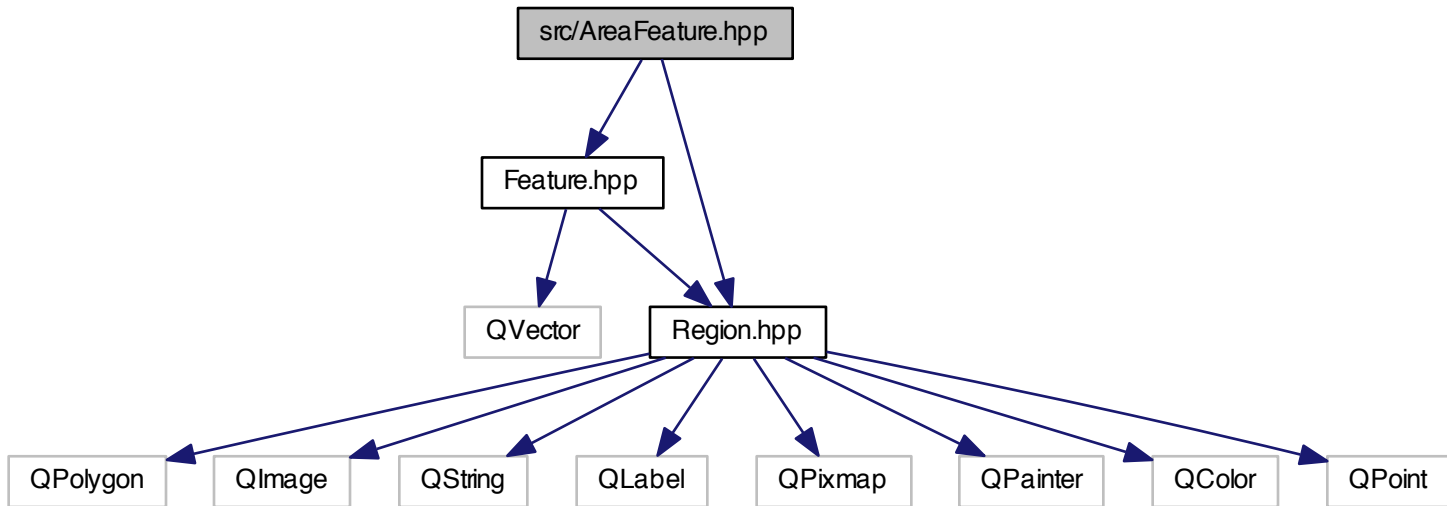 src/AreaFeature.hpp
Feature.hpp
QVector
Region.hpp
QPolygon
QImage
QString
QLabel
QPixmap
QPainter
QColor
QPoint